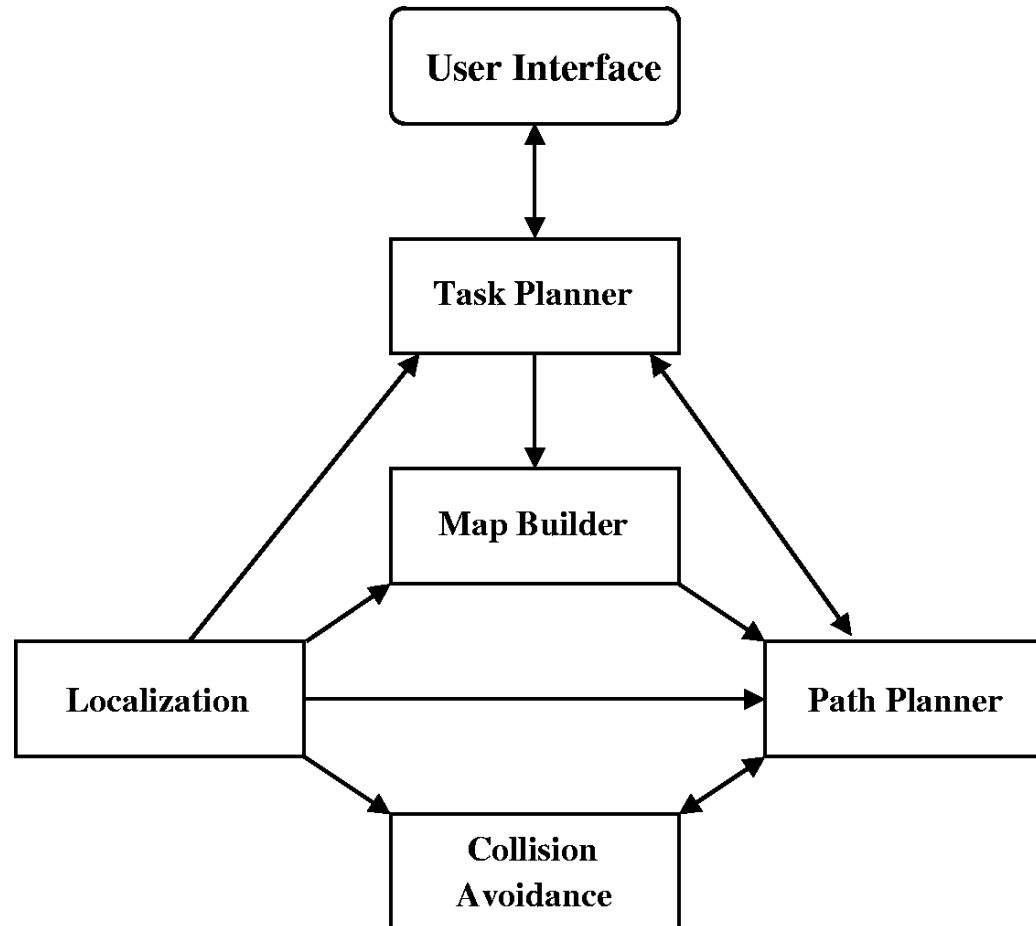 User Interface
Task Planner
Map Builder
Localization
Path Planner
Collision
Avoidance